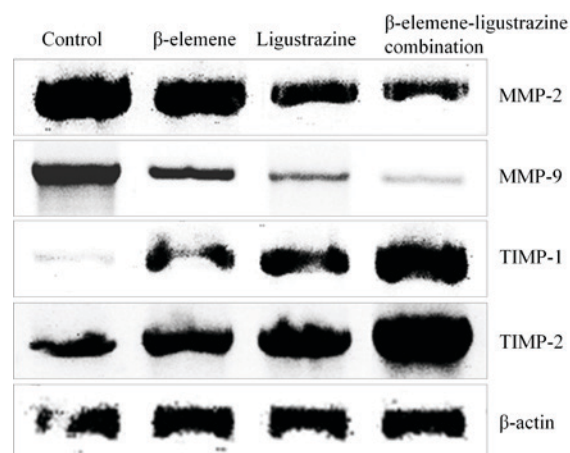 Control
β-elemene
Ligustrazine
β-elemene-ligustrazine
combination
MMP-2
MMP-9
TIMP-1
TIMP-2
β-actin